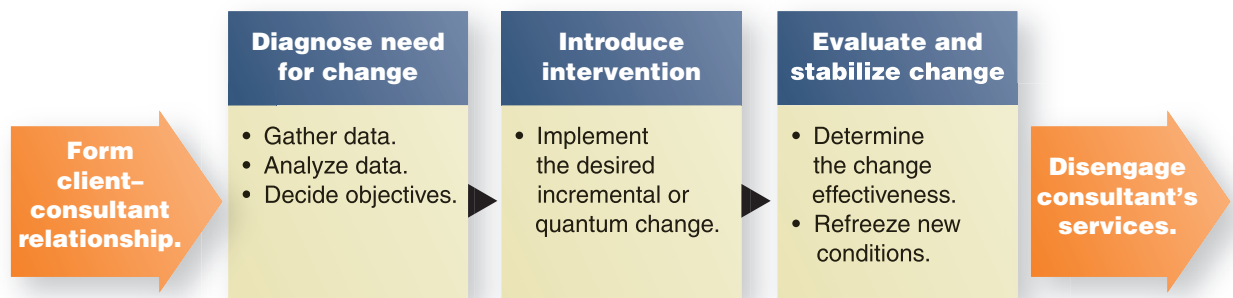 Form
client–
consultant
relationship.
Diagnose need
for change
• Gather data.
• Analyze data.
• Decide objectives.
Introduce
intervention
• Implement
the desired
incremental or
quantum change.
Evaluate and
stabilize change
• Determine
the change
effectiveness.
• Refreeze new
conditions.
Disengage
consultant’s
services.